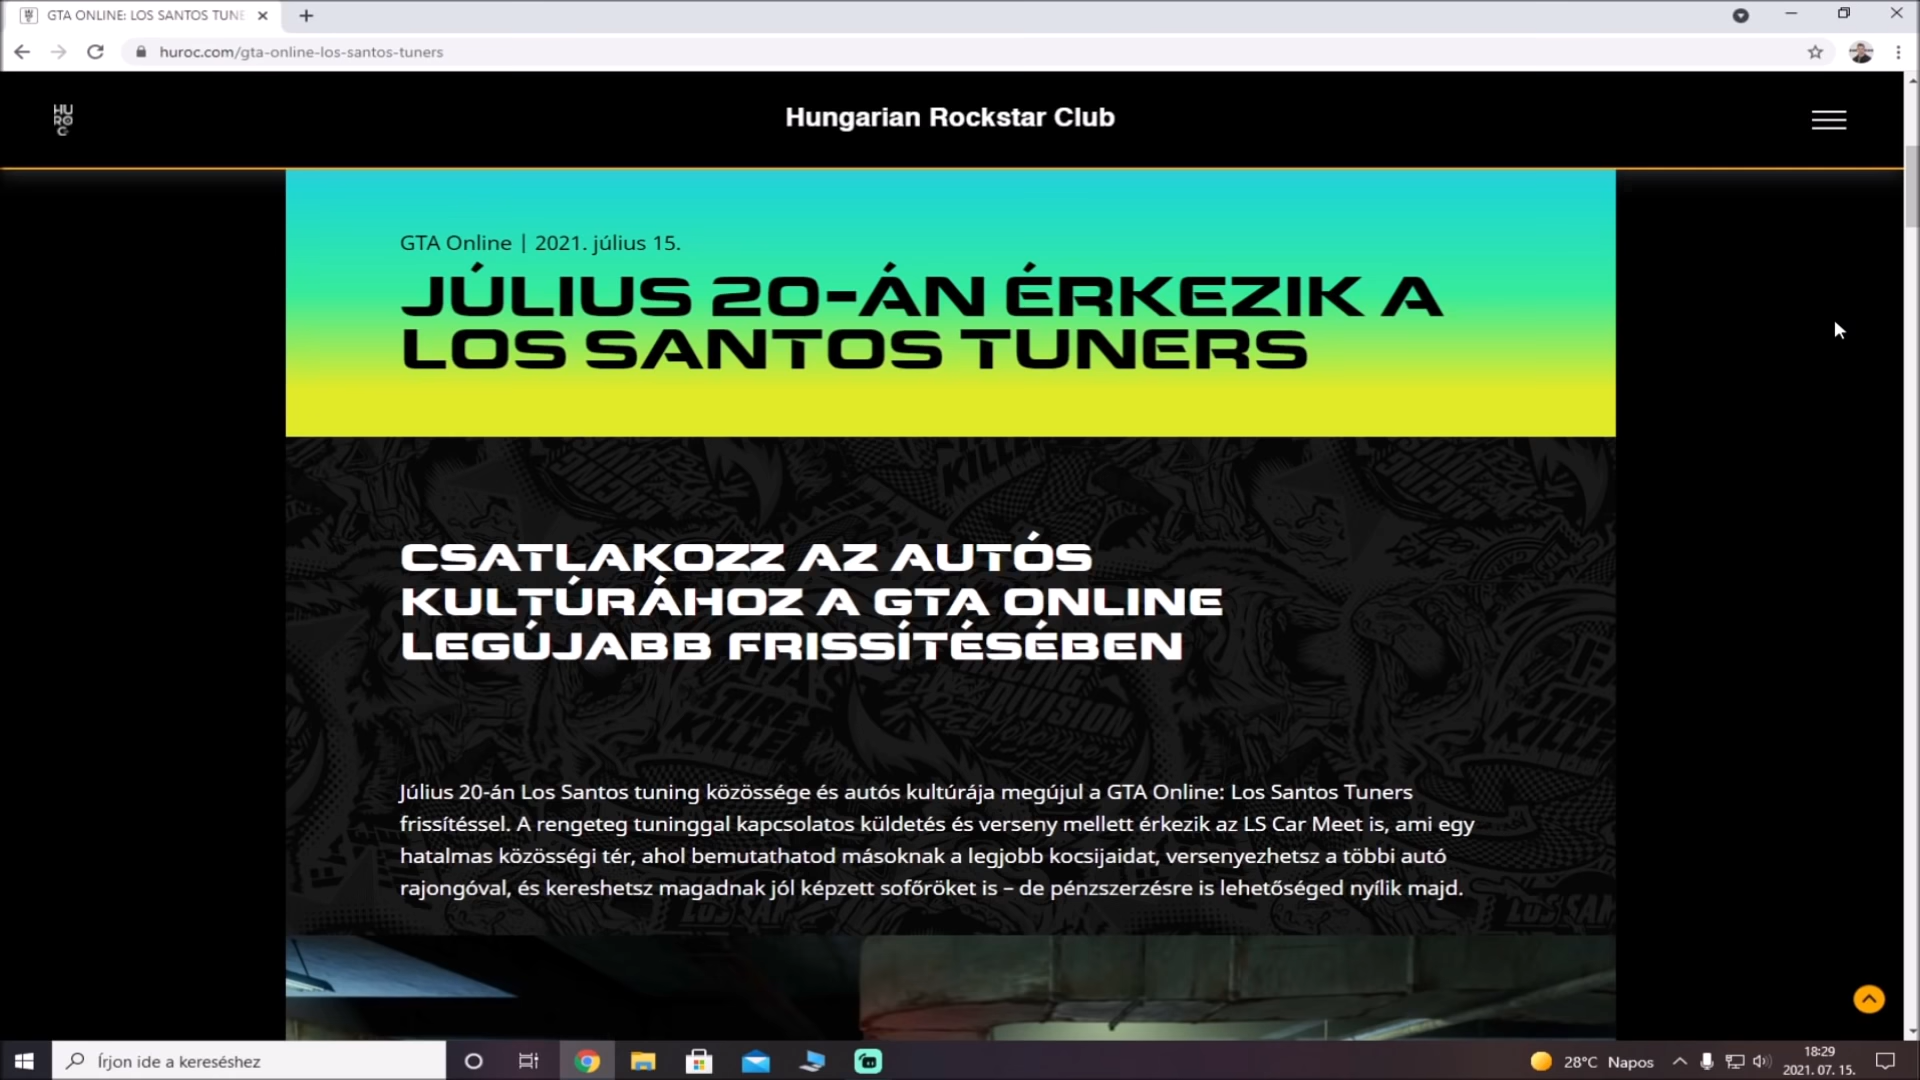 GTA ONLINE: LOS SANTOS TUNE
huroc.com/gta-online-los-santos-tuners
HU
RO
C
Hungarian Rockstar Club
GTA Online | 2021. július 15.
JÚLIUS 20-ÁN ÉRKEZIK A
LOS SANTOS TUNERS
CSATLAKOZZ AZ AUTÓS
KULTÚRÁHOZ A GTA ONLINE
LEGÚJABB FRISSÍTÉSÉBEN
Július 20-án Los Santos tuning közössége és autós kultúrája megújul a GTA Online: Los Santos Tuners
frissítéssel. A rengeteg tuninggal kapcsolatos küldetés és verseny mellett érkezik az LS Car Meet is, ami egy
hatalmas közösségi tér, ahol bemutathatod másoknak a legjobb kocsijaidat, versenyezhetsz a többi autó
rajongóval, és kereshetsz magadnak jól képzett sofőröket is – de pénzszerzésre is lehetőséged nyílik majd.
Írjon ide a kereséshez
28°C Napos
18:29
2021. 07. 15.